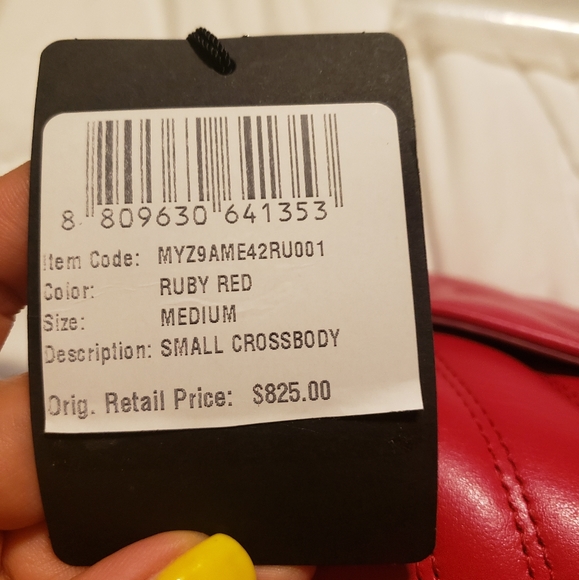 8 809630 641353
Item Code: MYZ9AME42RU001
Color: RUBY RED
Size: MEDIUM
Description: SMALL CROSSBODY
Orig. Retail Price: $825.00